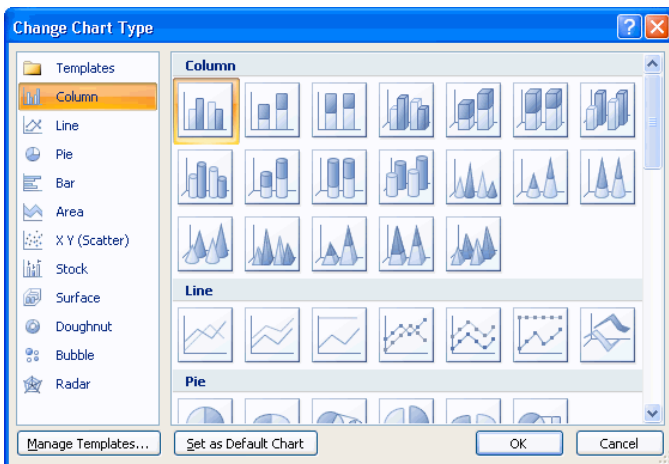 Change Chart Type
Templates
Column
Line
Pie
Bar
Area
X Y (Scatter)
Stock
Surface
Doughnut
Bubble
Radar
Column
Line
Pie
Manage Templates...
Set as Default Chart
OK
Cancel